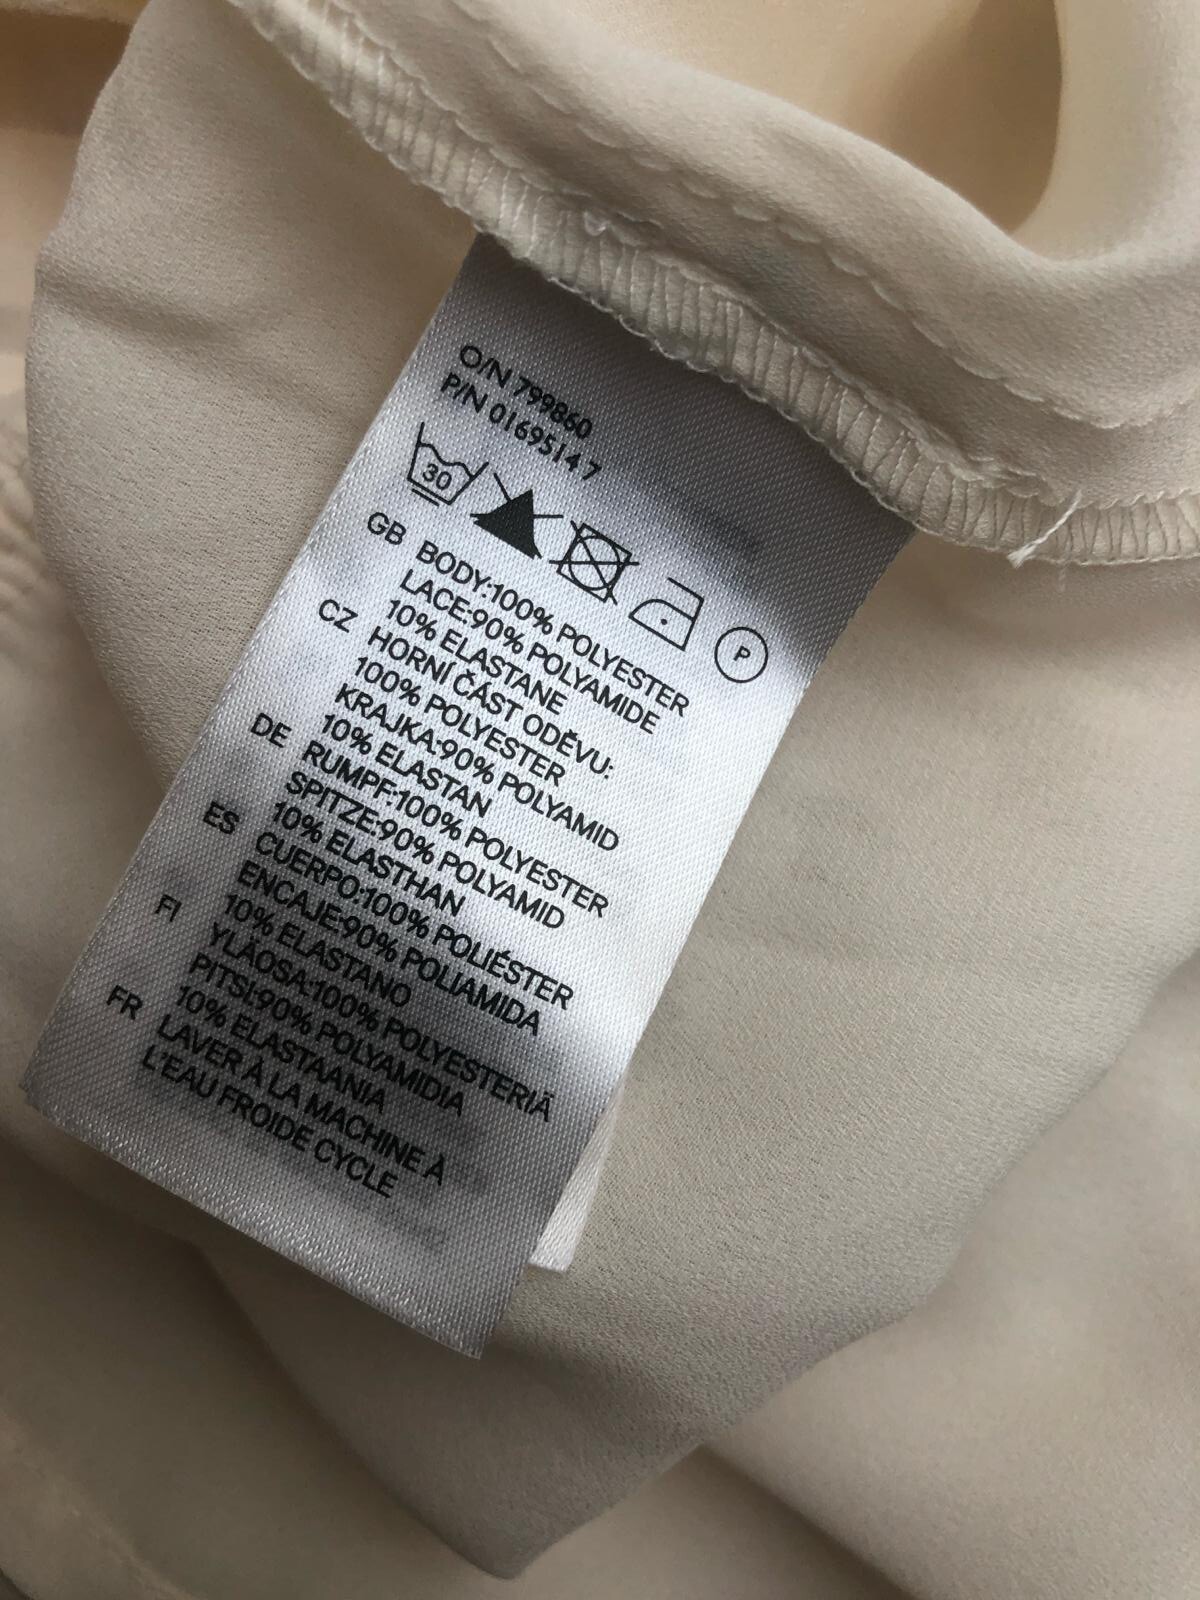 O/N 799860
P/N 0169514 7
30
P
GB BODY:100% POLYESTER
LACE:90% POLYAMIDE
10% ELASTANE
CZ HORNÍ ČÁST ODĚVU:
100% POLYESTER
KRAJKA:90% POLYAMID
10% ELASTAN
DE RUMPF:100% POLYESTER
SPITZE:90% POLYAMID
10% ELASTHAN
ES CUERPO:100% POLIÉSTER
ENCAJE:90% POLIAMIDA
10% ELASTANO
FI YLÄOSA:100% POLYESTERIÄ
PITSI:90% POLYAMIDIA
10% ELASTAANIA
FR LAVER À LA MACHINE À
L'EAU FROIDE CYCLE